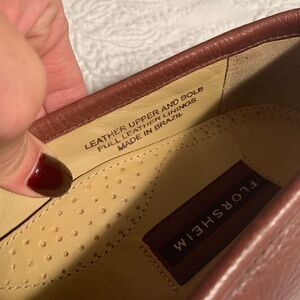 LEATHER UPPER AND SOLE
FULL LEATHER LININGS
MADE IN BRAZIL
FLORSHEIM